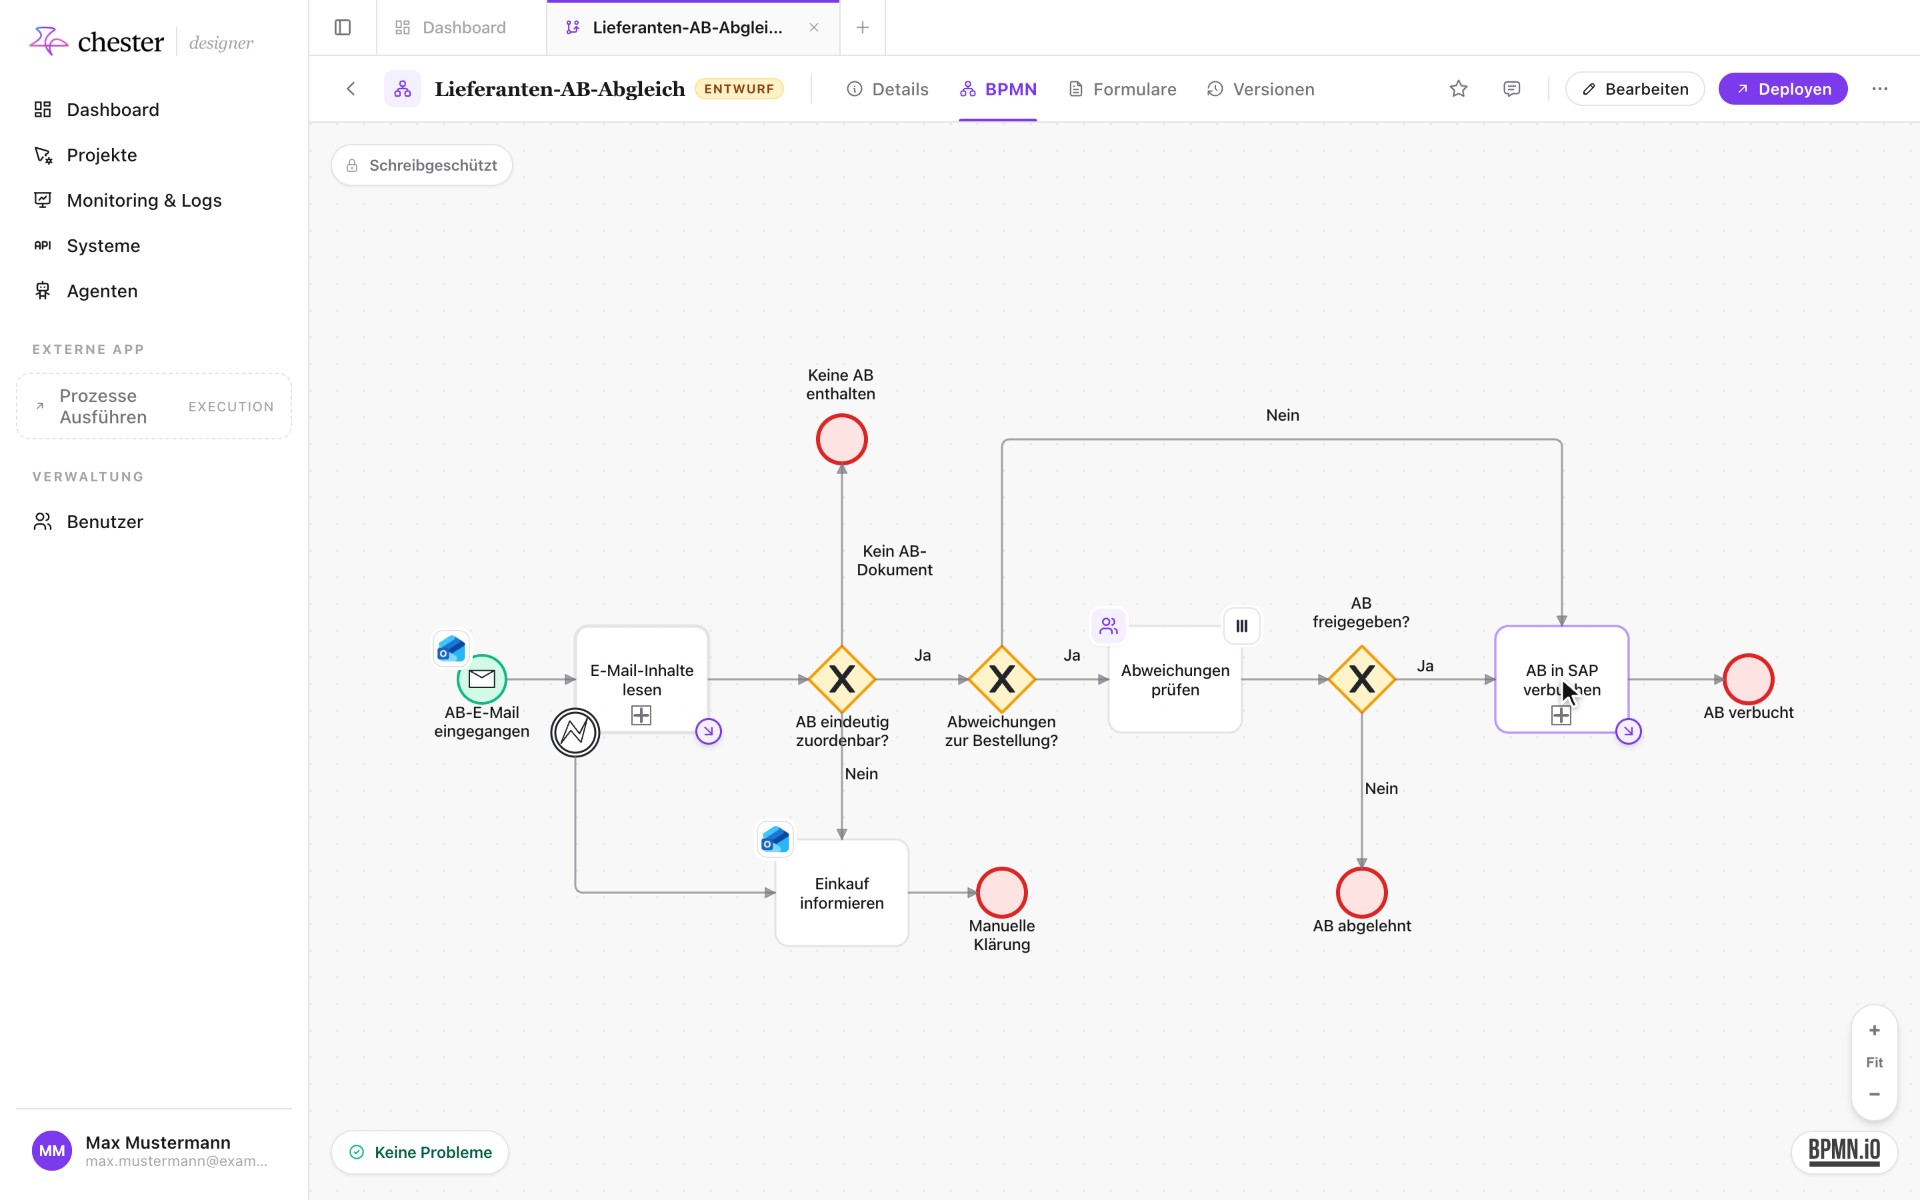 chester designer
Dashboard
Projekte
Monitoring & Logs
API Systeme
Agenten
EXTERNE APP
Prozesse
Ausführen
EXECUTION
VERWALTUNG
Benutzer
MM
Max Mustermann
max.mustermann@exam...
Dashboard
Lieferanten-AB-Abglei...
Lieferanten-AB-Abgleich
ENTWURF
Details
BPMN
Formulare
Versionen
Bearbeiten
Deployen
Schreibgeschützt
Keine AB
enthalten
Nein
Kein AB-
Dokument
AB-E-Mail
eingegangen
E-Mail-Inhalte
lesen
AB eindeutig
zuordenbar?
Ja
Abweichungen
zur Bestellung?
Ja
Abweichungen
prüfen
AB
freigegeben?
Ja
AB in SAP
AB verbucht
Nein
Nein
Einkauf
informieren
Manuelle
Klärung
AB abgelehnt
Fit
Keine Probleme
BPMN.iO